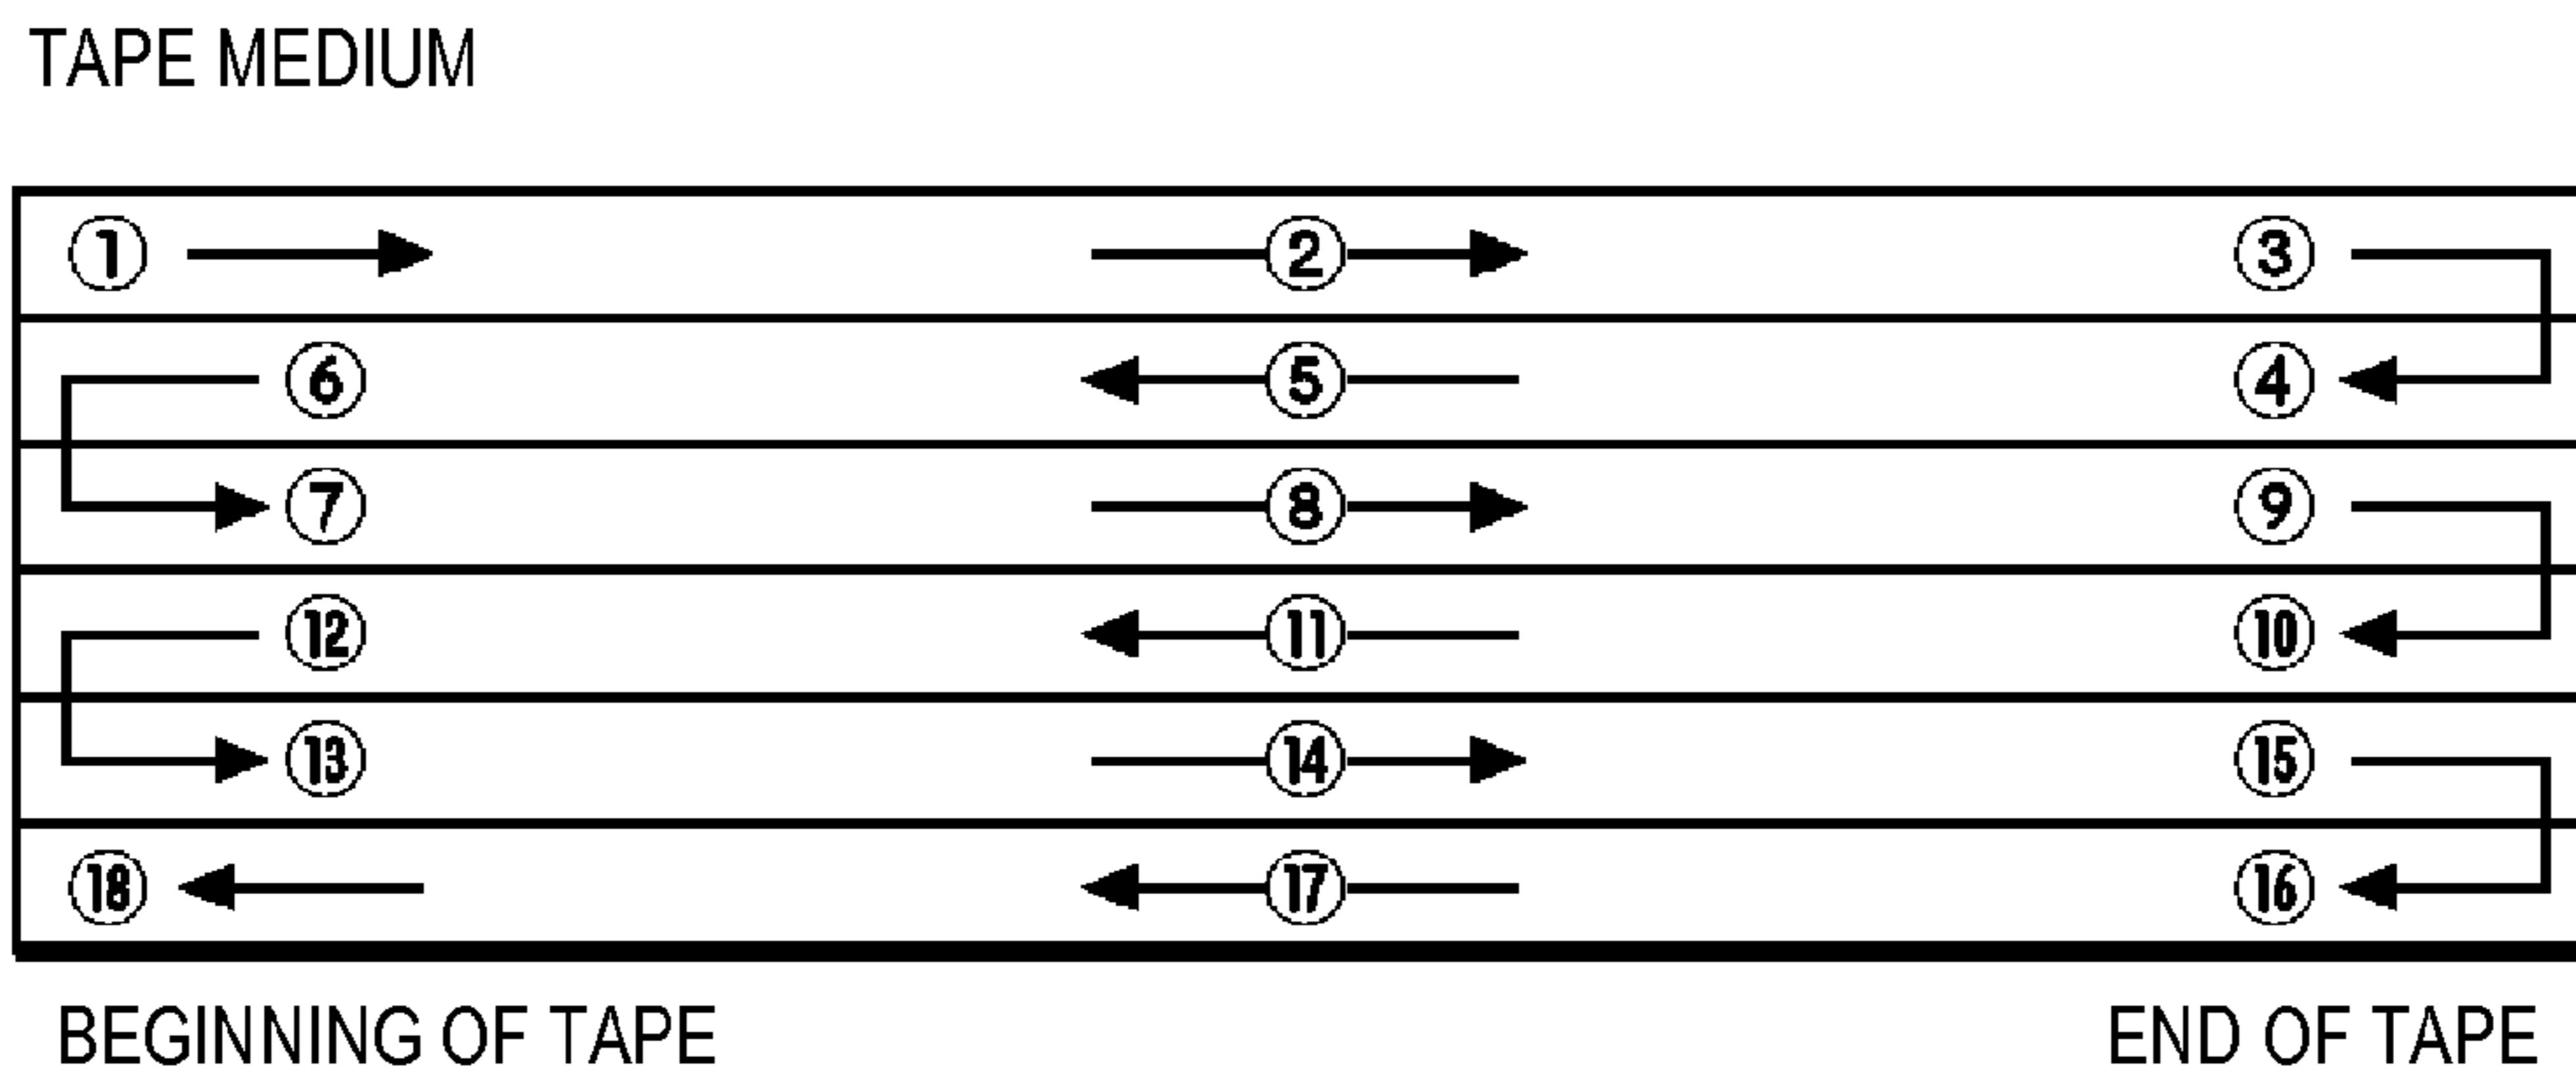 TAPE MEDIUM
① ② ③
⑥ ⑤ ④
⑦ ⑧ ⑨
⑫ ⑪ ⑩
⑬ ⑭ ⑮
⑱ ⑰ ⑯
BEGINNING OF TAPE END OF TAPE